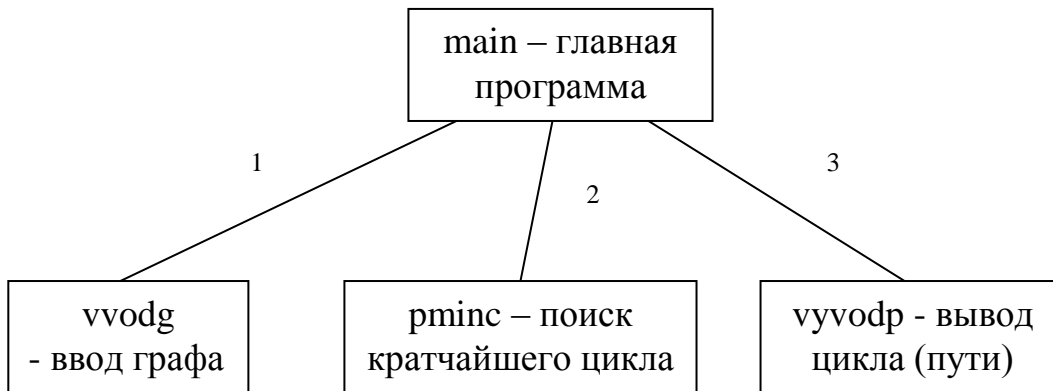 main – главная
программа
1
2
3
vvodg
- ввод графа
pminc – поиск
кратчайшего цикла
vyvodp - вывод
цикла (пути)